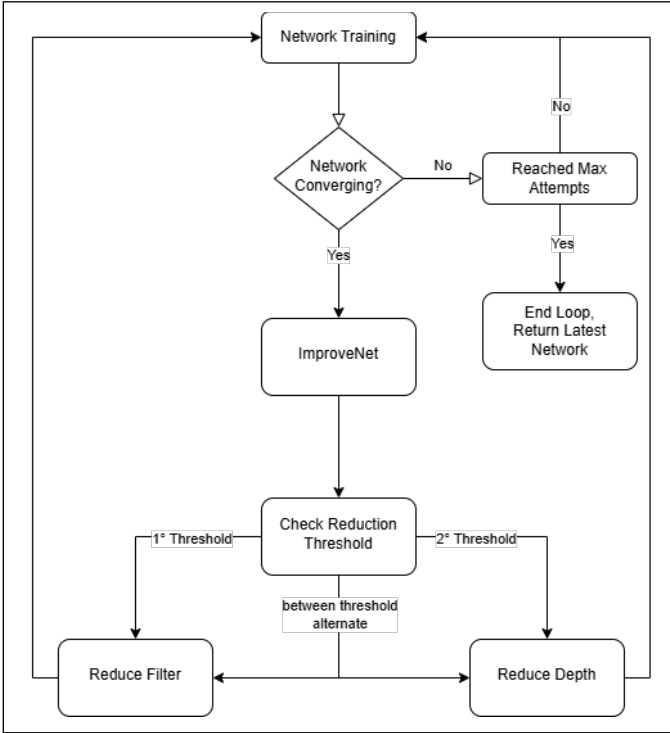 Network Training
No
Network
Converging?
No
Reached Max
Attempts
Yes
Yes
End Loop,
Return Latest
Network
ImproveNet
Check Reduction
Threshold
1° Threshold
2° Threshold
between threshold
alternate
Reduce Filter
Reduce Depth